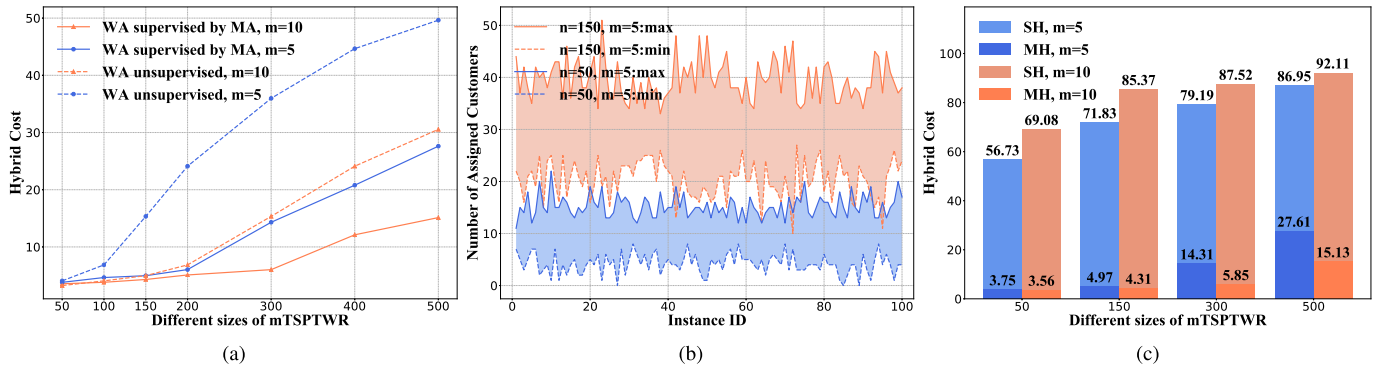 50
40
30
20
10
Hybrid Cost
WA supervised by MA, m=10
WA supervised by MA, m=5
WA unsupervised, m=10
WA unsupervised, m=5
50 100 150 200 300 400 500
Different sizes of mTSPTWR
(a)
50
40
30
20
10
0
Number of Assigned Customers
n=150, m=5:max
n=150, m=5:min
n=50, m=5:max
n=50, m=5:min
0 20 40 60 80 100
Instance ID
(b)
100
80
60
40
20
0
Hybrid Cost
SH, m=5
MH, m=5
SH, m=10
MH, m=10
56.73 69.08 71.83 85.37 79.19 87.52 86.95 92.11
3.75 3.56 4.97 4.31 14.31 5.85 27.61 15.13
50 150 300 500
Different sizes of mTSPTWR
(c)